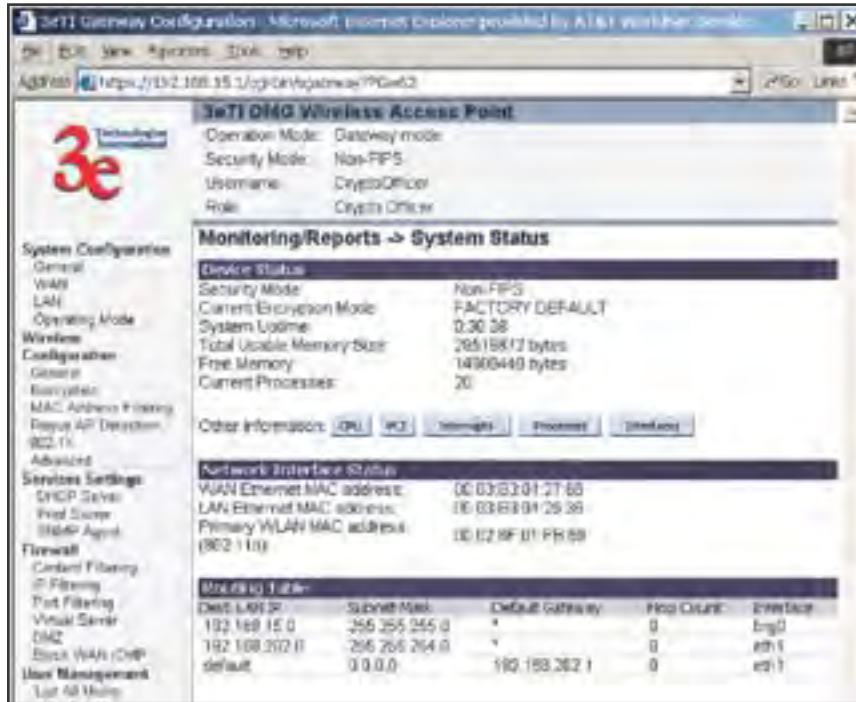 3eTI Gateway Configuration - Microsoft Internet Explorer provided by AT&T WorldNet Service
File Edit View Favorites Tools Help
Address https://192.168.15.1/cgi-bin/sgateway?PG=62 Go Links
3e Technologies International
3eTI DMG Wireless Access Point
Operation Mode: Gateway mode
Security Mode: Non-FIPS
Username: CryptoOfficer
Role: Crypto Officer
System Configuration
General
WAN
LAN
Operating Mode
Wireless Configuration
General
Encryption
MAC Address Filtering
Rogue AP Detection
802.1x
Advanced
Services Settings
DHCP Server
Print Server
SNMP Agent
Firewall
Content Filtering
IP Filtering
Port Filtering
Virtual Server
DMZ
Block WAN ICMP
User Management
List All Users
Monitoring/Reports -> System Status
Device Status
Security Mode: Non-FIPS
Current Encryption Mode: FACTORY DEFAULT
System Uptime: 0:30:38
Total Usable Memory Size: bytes
Free Memory: bytes
Current Processes: 20
Other information: CPU PCI Interrupts Processes Interfaces
Network Interface Status
WAN Ethernet MAC address:
LAN Ethernet MAC address:
Primary WLAN MAC address:
Routing Table
Dest. LAN IP Subnet Mask Default Gateway Hop Count Interface
192.168.15.0 255.255.255.0 * 0 brg0
192.168.202.0 255.255.254.0 * 0 eth1
default 0.0.0.0 192.168.202.1 0 eth1